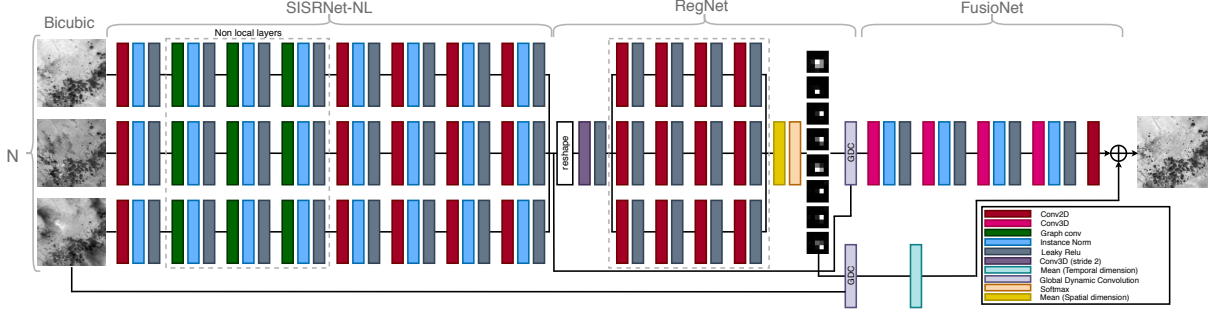 SISRNet-NL
RegNet
FusioNet
Bicubic
Non local layers
N
reshape
GDC
GDC
Conv2D
Conv3D
Graph conv
Instance Norm
Leaky Relu
Conv3D (stride 2)
Mean (Temporal dimension)
Global Dynamic Convolution
Softmax
Mean (Spatial dimension)